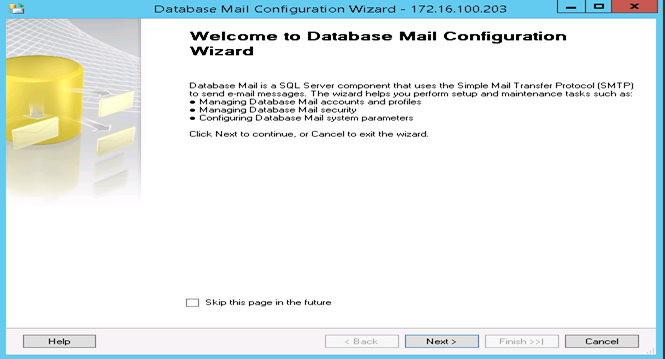 Database Mail Configuration Wizard - 172.16.100.203
Welcome to Database Mail Configuration
Wizard
Database Mail is a SQL Server component that uses the Simple Mail Transfer Protocol (SMTP)
to send e-mail messages. The wizard helps you perform setup and maintenance tasks such as:
● Managing Database Mail accounts and profiles
● Managing Database Mail security
● Configuring Database Mail system parameters
Click Next to continue, or Cancel to exit the wizard.
Skip this page in the future
Help
< Back
Next >
Finish >>|
Cancel